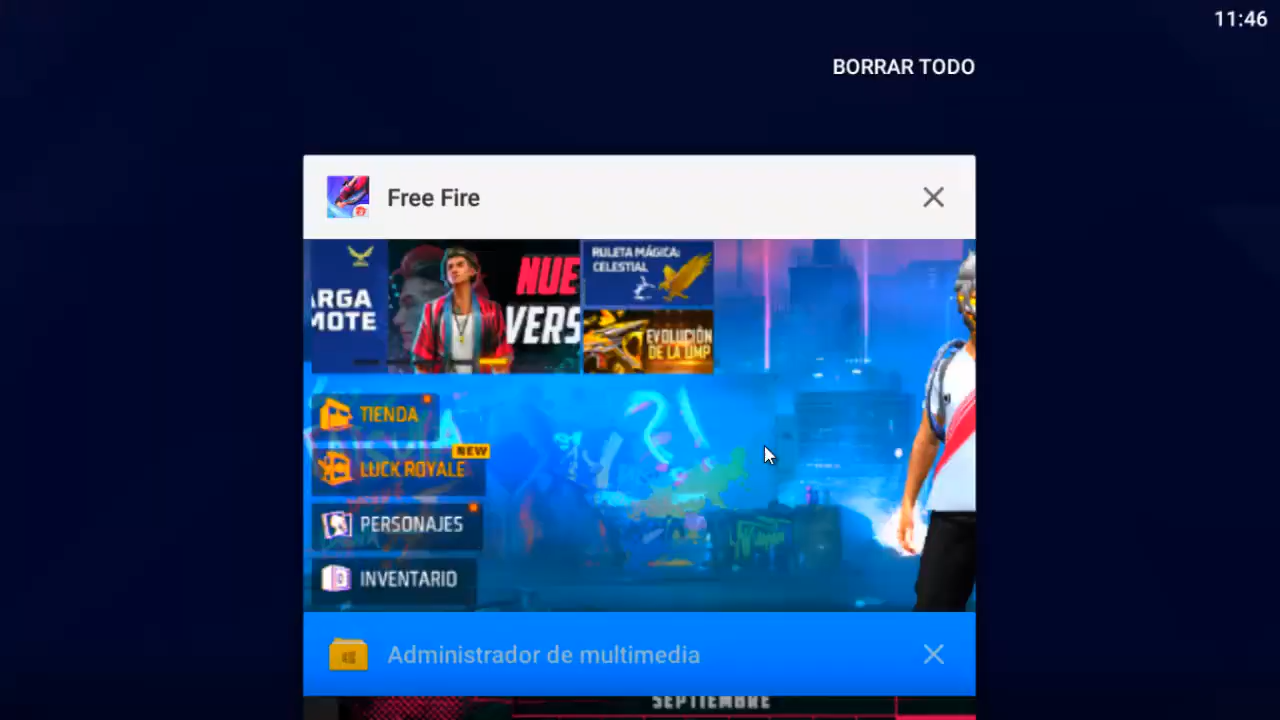 11:46
BORRAR TODO
Free Fire
ARGA
MOTE
NUE
VERS
RULETA MÁGICA:
CELESTIAL
EVOLUCIÓN
DE LA UMP
TIENDA
NEW
LUCK ROYALE
PERSONAJES
INVENTARIO
Administrador de multimedia
SEPTIEMBRE